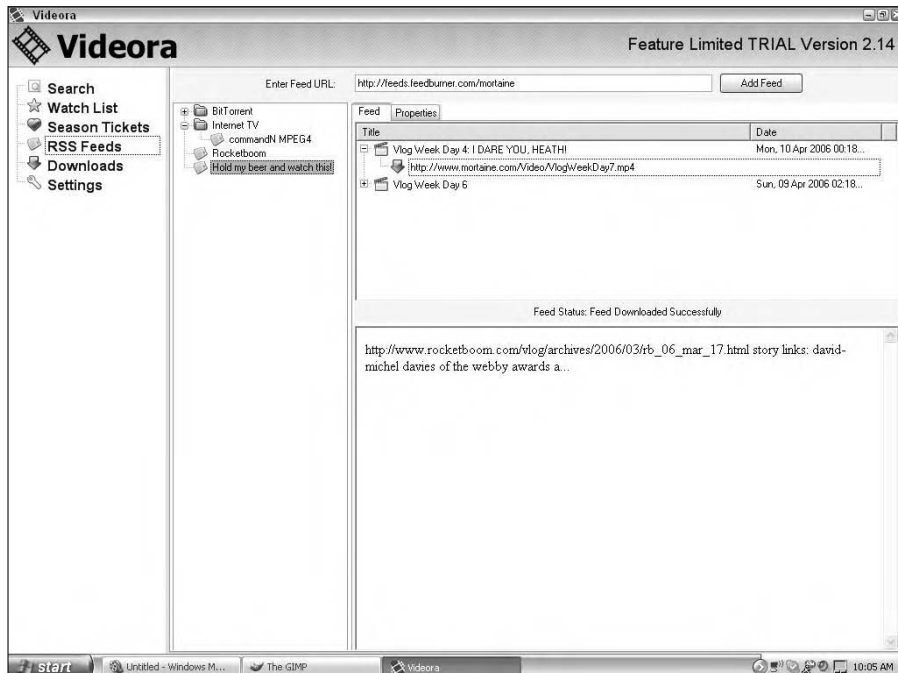 Videora
Videora
Feature Limited TRIAL Version 2.14
Search
Watch List
Season Tickets
RSS Feeds
Downloads
Settings
Enter Feed URL:
http://feeds.feedburner.com/mortaine
Add Feed
BitTorrent
Internet TV
commandN MPEG4
Rocketboom
Hold my beer and watch this!
Feed
Properties
Title
Date
Vlog Week Day 4: I DARE YOU, HEATH!
Mon, 10 Apr 2006 00:18...
http://www.mortaine.com/Video/VlogWeekDay7.mp4
Vlog Week Day 6
Sun, 09 Apr 2006 02:18...
Feed Status: Feed Downloaded Successfully
http://www.rocketboom.com/vlog/archives/2006/03/rb_06_mar_17.html story links: david-
michel davies of the webby awards a...
start
Untitled - Windows M...
The GIMP
Videora
10:05 AM